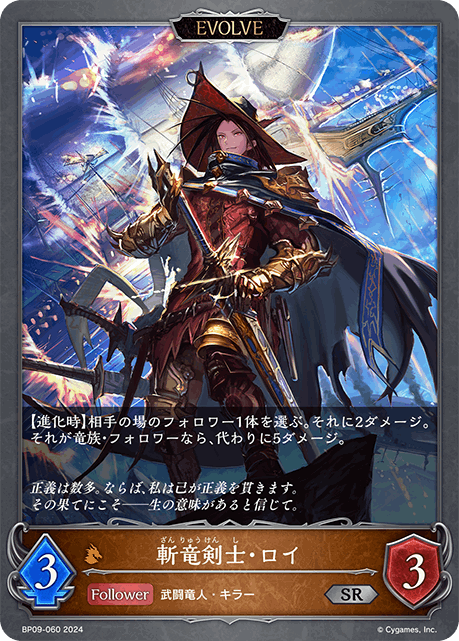 EVOLVE
【進化時】相手の場のフォロワー1体を選ぶ。それに2ダメージ。
それが竜族・フォロワーなら、代わりに5ダメージ。
正義は数多。ならば、私は己が正義を貫きます。
その果てにこそ――生の意味があると信じて。
ざん りゅう けん し
斬竜剣士・ロイ
3
3
Follower
武闘竜人・キラー
SR
BP09-060 2024
© Cygames, Inc.